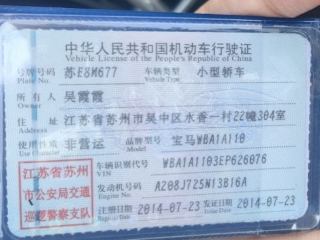 中华人民共和国机动车行驶证
Vehicle License of the People's Republic of China
号牌号码 苏E8M677 车辆类型 小型轿车
Plate No. Vehicle Type
所有人 吴霞霞
Owner
住址 江苏省苏州市吴中区水香一村22幢304室
Address
使用性质 非营运 品牌型号 宝马WBA1A110
Use Character Model
车辆识别代号 WBA1A1103EP626076
VIN
发动机号码 A208J725N13B16A
Engine No.
注册日期 2014-07-23 发证日期 2014-07-23
Register Date Issue Date
江苏省苏州
市公安局交通
巡逻警察支队